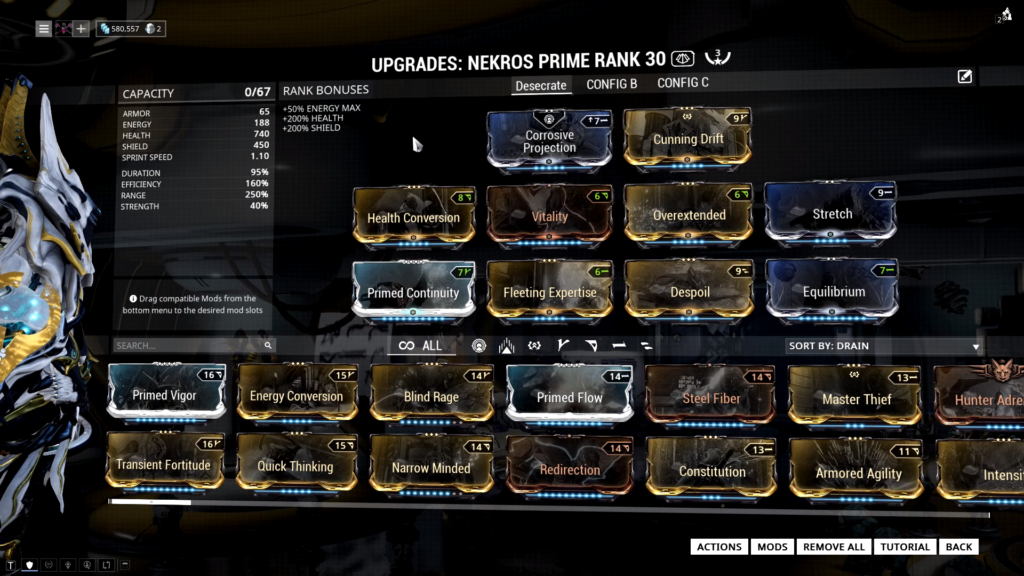 580,557 2
2
UPGRADES: NEKROS PRIME RANK 30 3
CAPACITY 0/67
RANK BONUSES
Desecrate CONFIG B CONFIG C
+50% ENERGY MAX
+200% HEALTH
+200% SHIELD
ARMOR 65
ENERGY 188
HEALTH 740
SHIELD 450
SPRINT SPEED 1.10
DURATION 95%
EFFICIENCY 160%
RANGE 250%
STRENGTH 40%
Drag compatible Mods from the
bottom menu to the desired mod slots
7 9
Corrosive
Projection
Cunning Drift
8 6 6 9
Health Conversion Vitality Overextended Stretch
7 6 9 7
Primed Continuity Fleeting Expertise Despoil Equilibrium
SEARCH... ALL SORT BY: DRAIN
16 15 14 14 14 13
Primed Vigor Energy Conversion Blind Rage Primed Flow Steel Fiber Master Thief Hunter Adre
16 15 14 14 13 11
Transient Fortitude Quick Thinking Narrow Minded Redirection Constitution Armored Agility Intensi
ACTIONS MODS REMOVE ALL TUTORIAL BACK
T